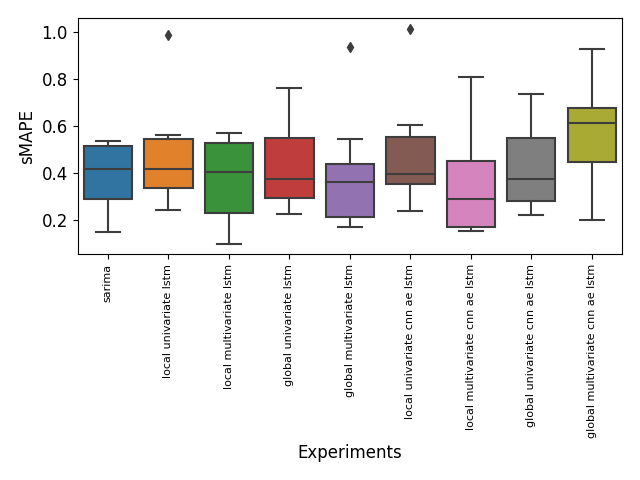 1.0
0.8
0.6
0.4
0.2
sMAPE
sarima
local univariate lstm
local multivariate lstm
global univariate lstm
global multivariate lstm
local univariate cnn ae lstm
local multivariate cnn ae lstm
global univariate cnn ae lstm
global multivariate cnn ae lstm
Experiments